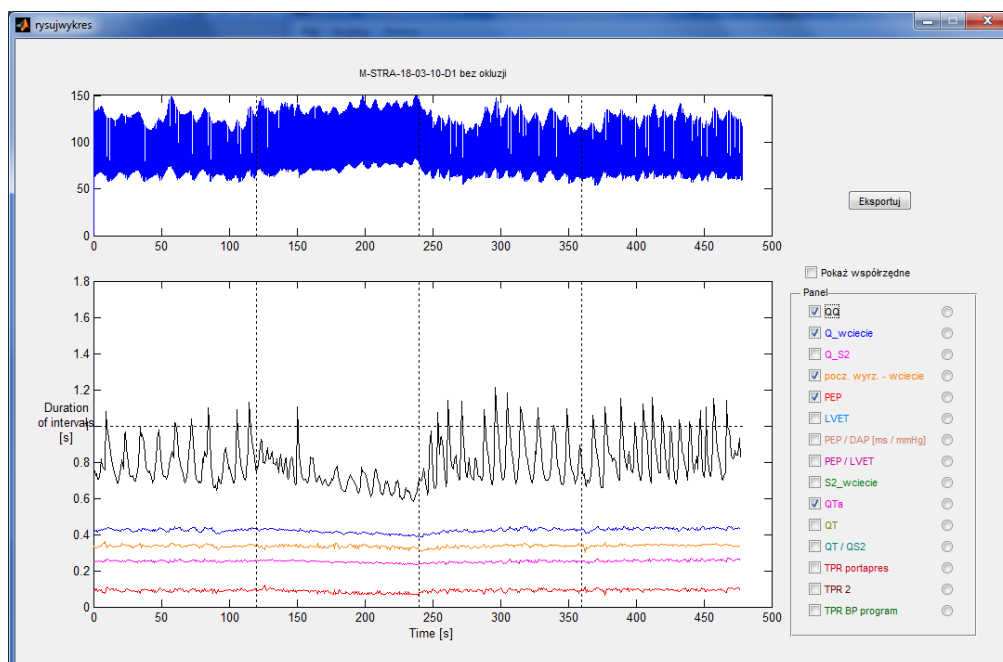 rysujwykres
M-STRA-18-03-10-D1 bez okluzji
150
100
50
0
0 50 100 150 200 250 300 350 400 450 500
Eksportuj
Pokaż współrzędne
Panel
QQ
Q_wciecie
Q_S2
pocz. wyrz. - wciecie
PEP
LVET
PEP / DAP [ms / mmHg]
PEP / LVET
S2_wciecie
QTa
QT
QT / QS2
TPR portapres
TPR 2
TPR BP program
1.8
1.6
1.4
1.2
1
0.8
0.6
0.4
0.2
0
Duration
of intervals
[s]
0 50 100 150 200 250 300 350 400 450 500
Time [s]